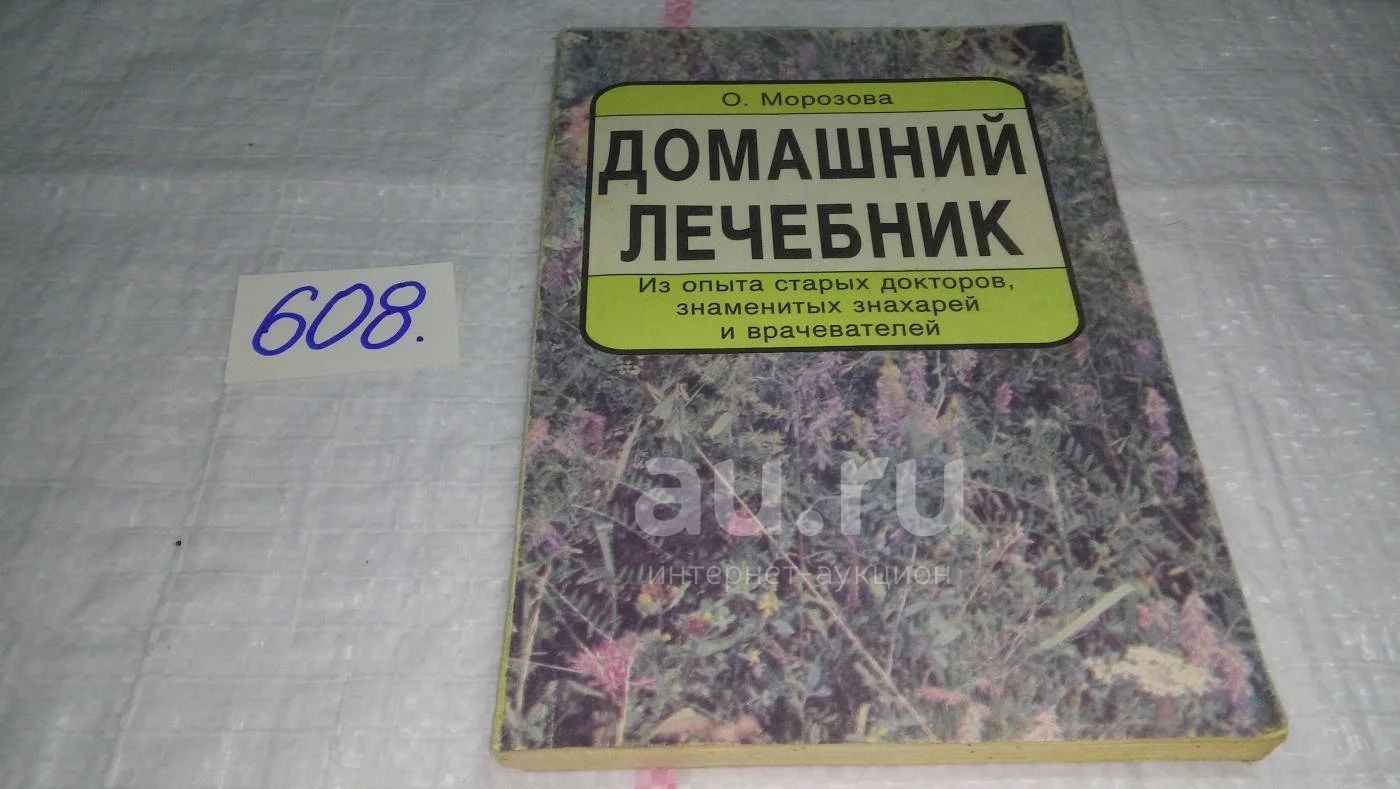 О. Морозова
ДОМАШНИЙ
ЛЕЧЕБНИК
Из опыта старых докторов,
знаменитых знахарей
и врачевателей
608.
au.ru
интернет-аукцион